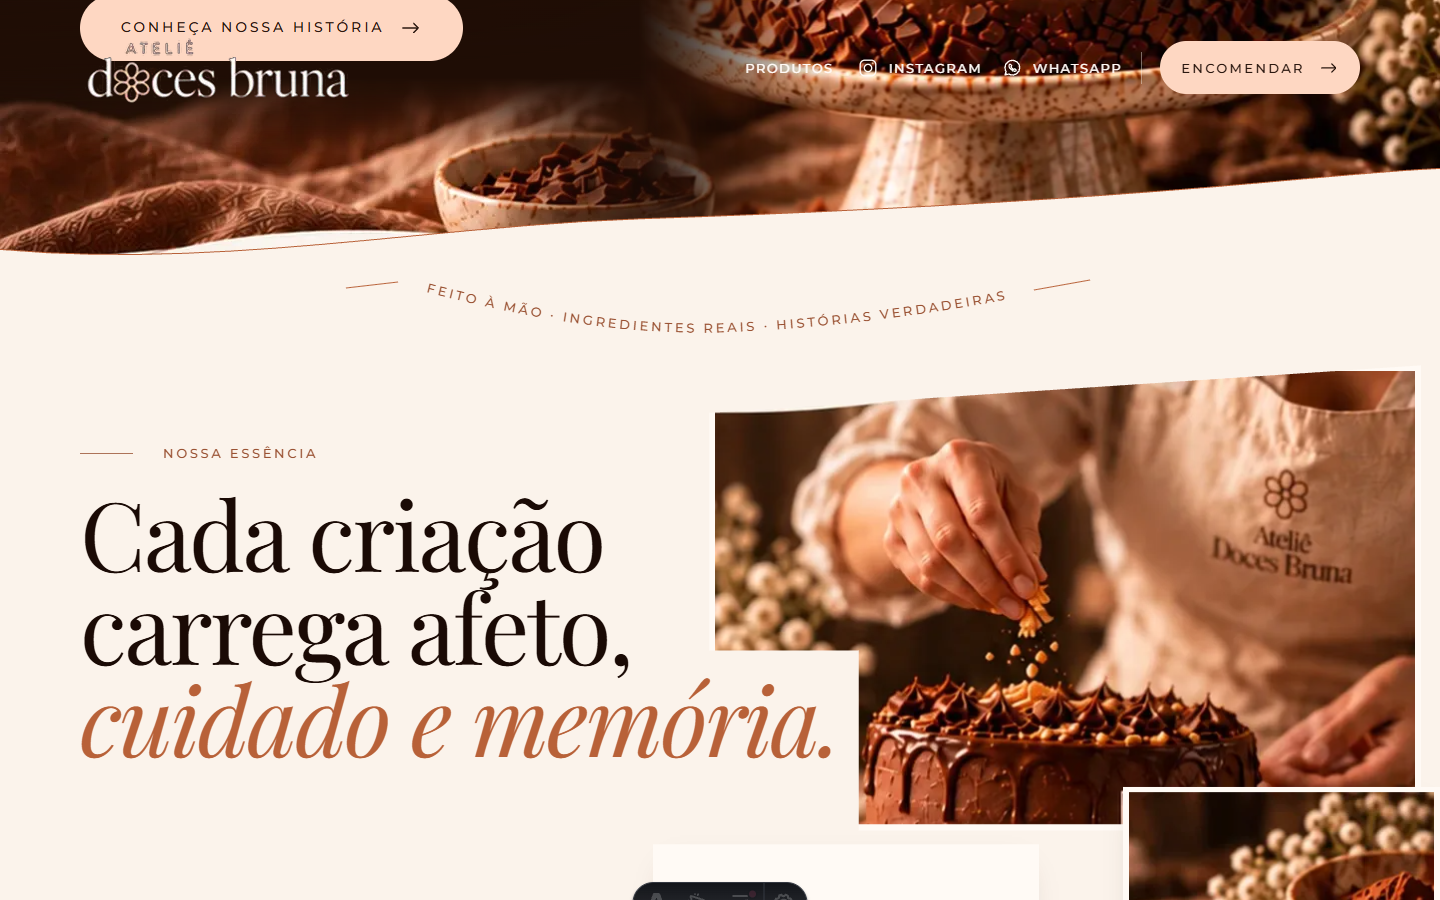 CONHEÇA NOSSA HISTÓRIA
ATELIÊ
doces bruna
PRODUTOS
INSTAGRAM
WHATSAPP
ENCOMENDAR
FEITO À MÃO · INGREDIENTES REAIS · HISTÓRIAS VERDADEIRAS
NOSSA ESSÊNCIA
Cada criação
carrega afeto,
cuidado e memória.
Ateliê
Doces Bruna